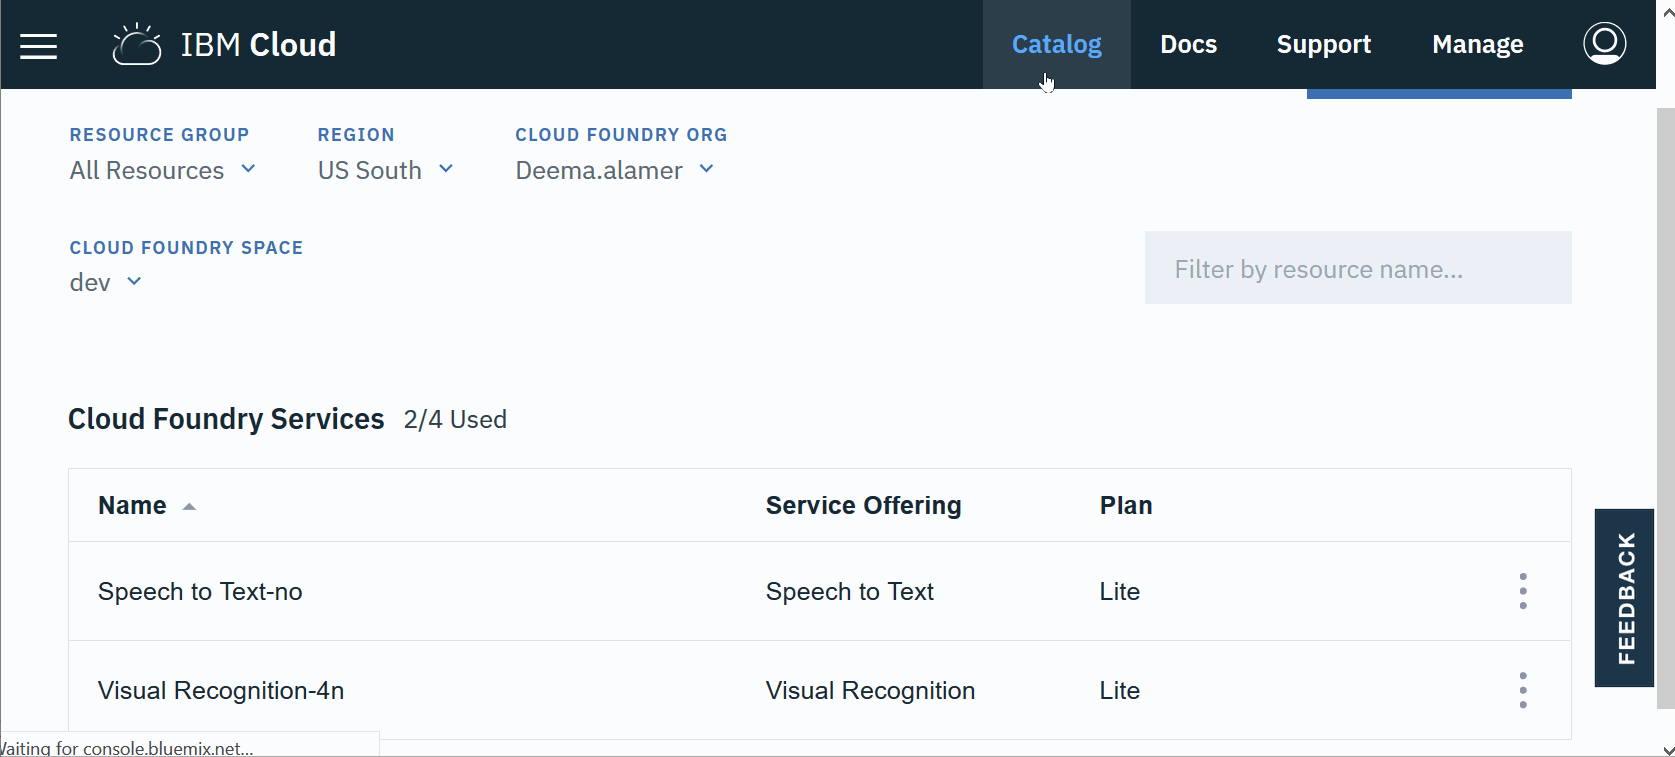 IBM Cloud Catalog Docs Support Manage
RESOURCE GROUP REGION CLOUD FOUNDRY ORG
All Resources US South Deema.alamer
CLOUD FOUNDRY SPACE
dev
Filter by resource name...
Cloud Foundry Services 2/4 Used
Name Service Offering Plan
Speech to Text-no Speech to Text Lite
Visual Recognition-4n Visual Recognition Lite
FEEDBACK
Waiting for console.bluemix.net...